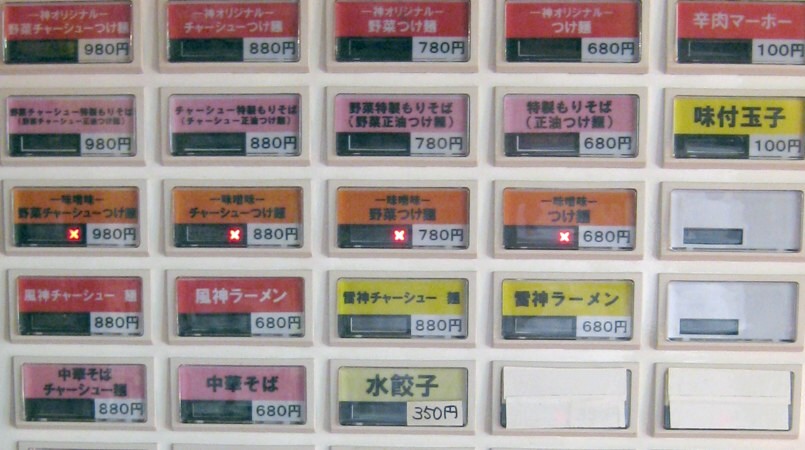 一神オリジナル一
野菜チャーシューつけ麺
980円
一神オリジナル一
チャーシューつけ麺
880円
一神オリジナル一
野菜つけ麺
780円
一神オリジナル一
つけ麺
680円
辛肉マーボー
100円
野菜チャーシュー特製もりそば
(野菜チャーシュー正油つけ麺)
980円
チャーシュー特製もりそば
(チャーシュー正油つけ麺)
880円
野菜特製もりそば
(野菜正油つけ麺)
780円
特製もりそば
(正油つけ麺)
680円
味付玉子
100円
一味噌味一
野菜チャーシューつけ麺
× 980円
一味噌味一
チャーシューつけ麺
× 880円
一味噌味一
野菜つけ麺
× 780円
一味噌味一
つけ麺
× 680円
風神チャーシュー 麺
880円
風神ラーメン
680円
雷神チャーシュー 麺
880円
雷神ラーメン
680円
中華そば
チャーシュー麺
880円
中華そば
680円
水餃子
350円